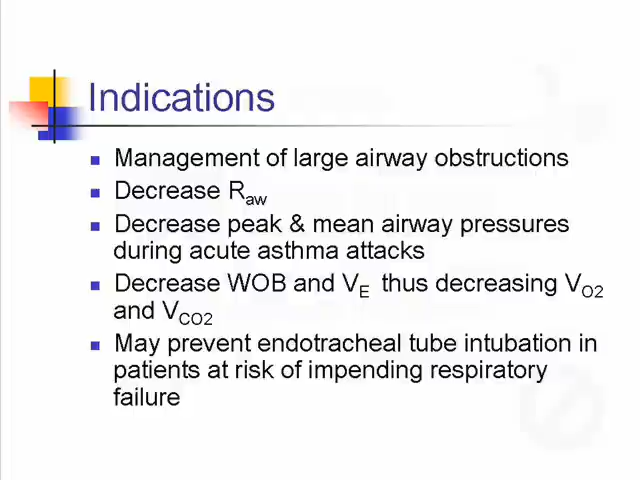 Indications
Management of large airway obstructions
Decrease Raw
Decrease peak & mean airway pressures
during acute asthma attacks
Decrease WOB and VE thus decreasing VO2
and VCO2
May prevent endotracheal tube intubation in
patients at risk of impending respiratory
failure